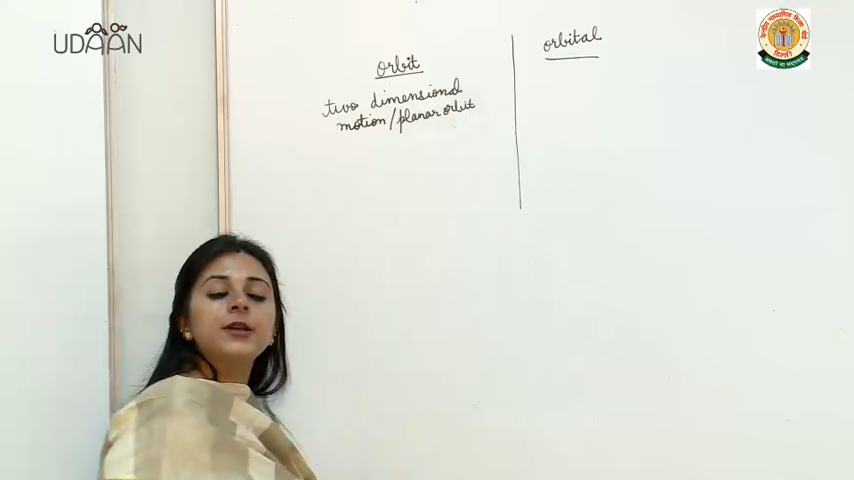 UDAAN
orbit
two dimensional
motion/planar orbit
orbital